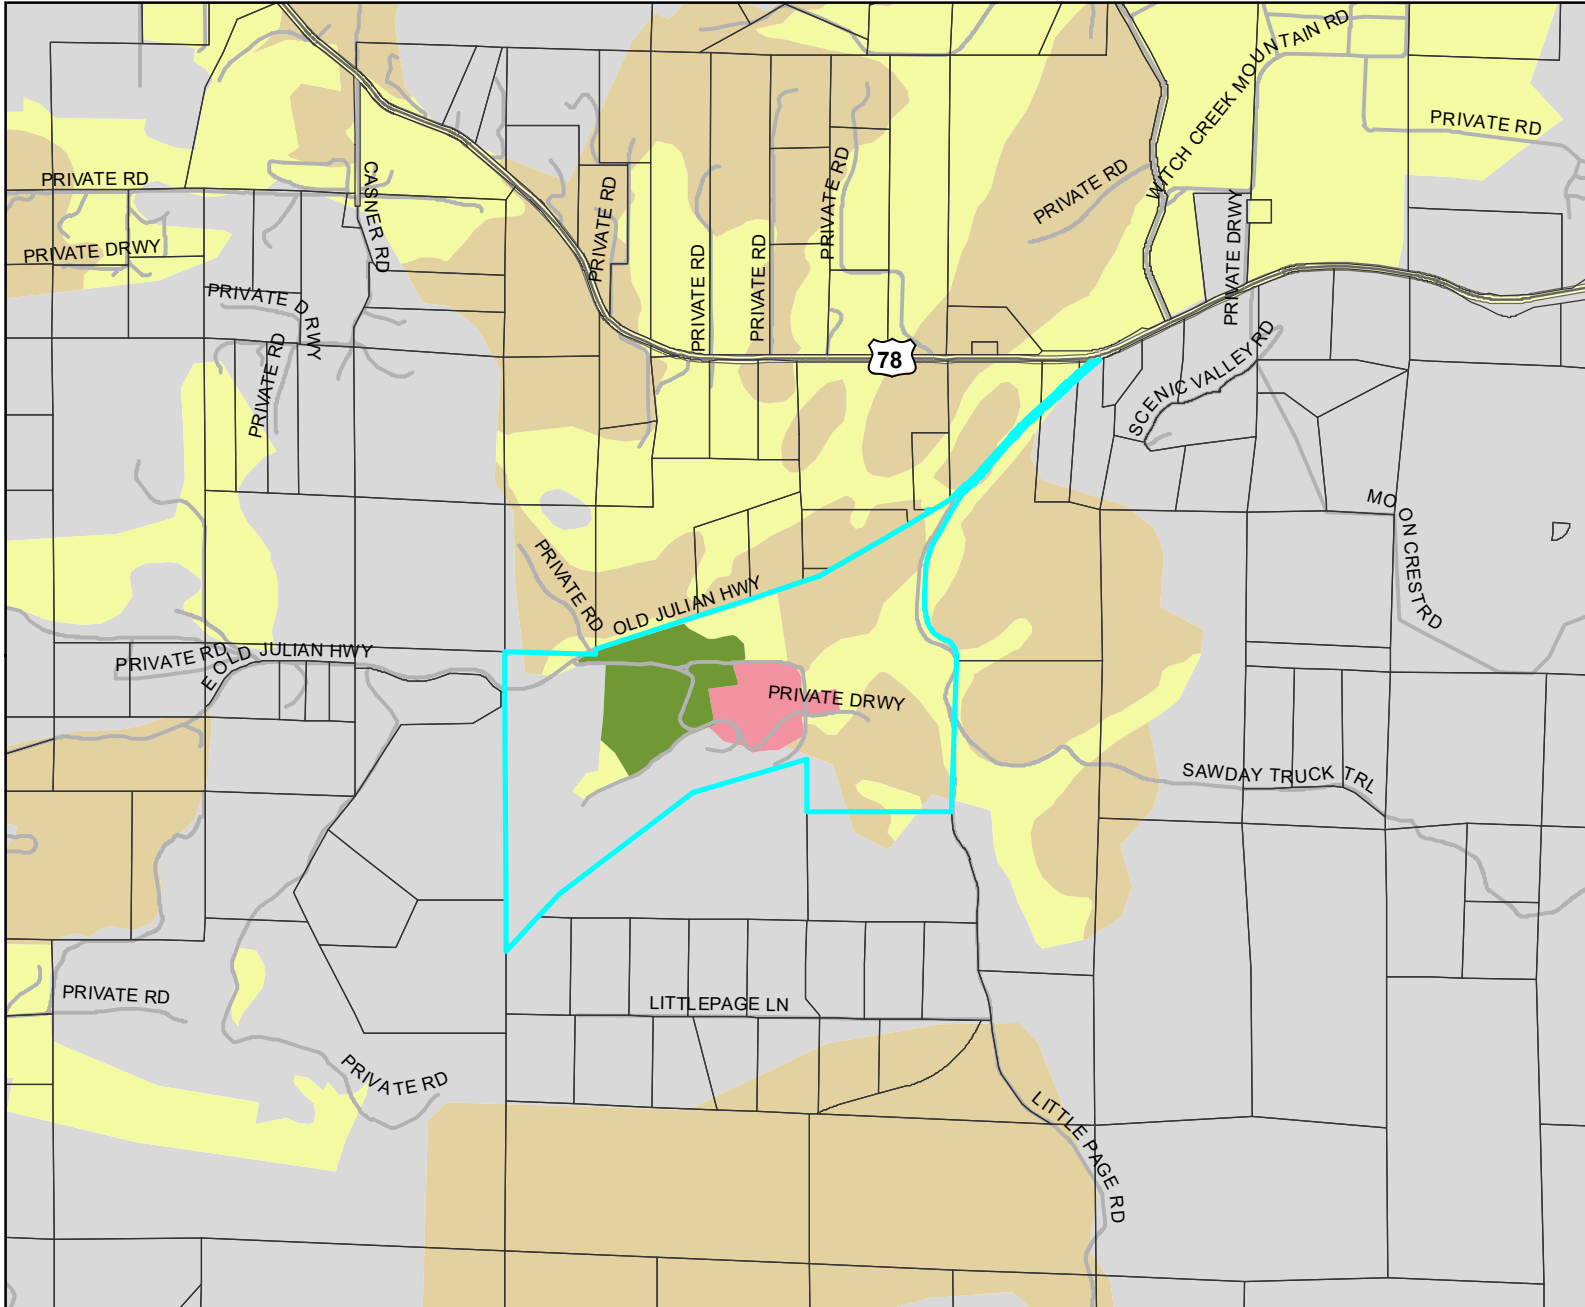 WITCH CREEK MOUNTAIN RD
PRIVATE RD
PRIVATE RD
CASNER RD
PRIVATE RD
PRIVATE RD
PRIVATE RD
PRIVATE DRWY
PRIVATE RD
PRIVATE RD
PRIVATE DRWY
PRIVATE DRWY
PRIVATE RD
78
SCENIC VALLEY RD
MOONCREST RD
PRIVATE RD
OLD JULIAN HWY
PRIVATE RD
E OLD JULIAN HWY
PRIVATE DRWY
SAWDAY TRUCK TRL
PRIVATE RD
LITTLEPAGE LN
PRIVATE RD
LITTLE PAGE RD